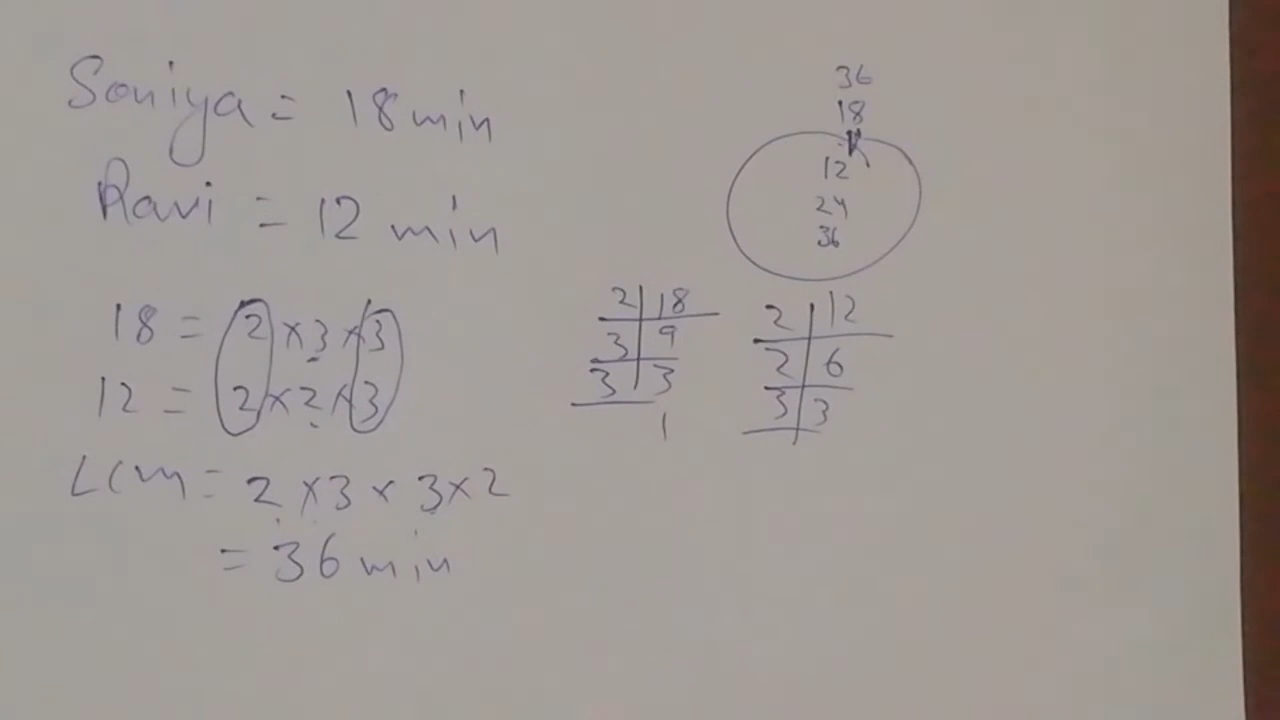 Soniya = 18 min
Ravi = 12 min
18 = 2 × 3 × 3
12 = 2 × 2 × 3
LCM = 2 × 3 × 3 × 2
= 36 min
36
18
12
24
36
2 | 18
3 | 9
3 | 3
1
2 | 12
2 | 6
3 | 3